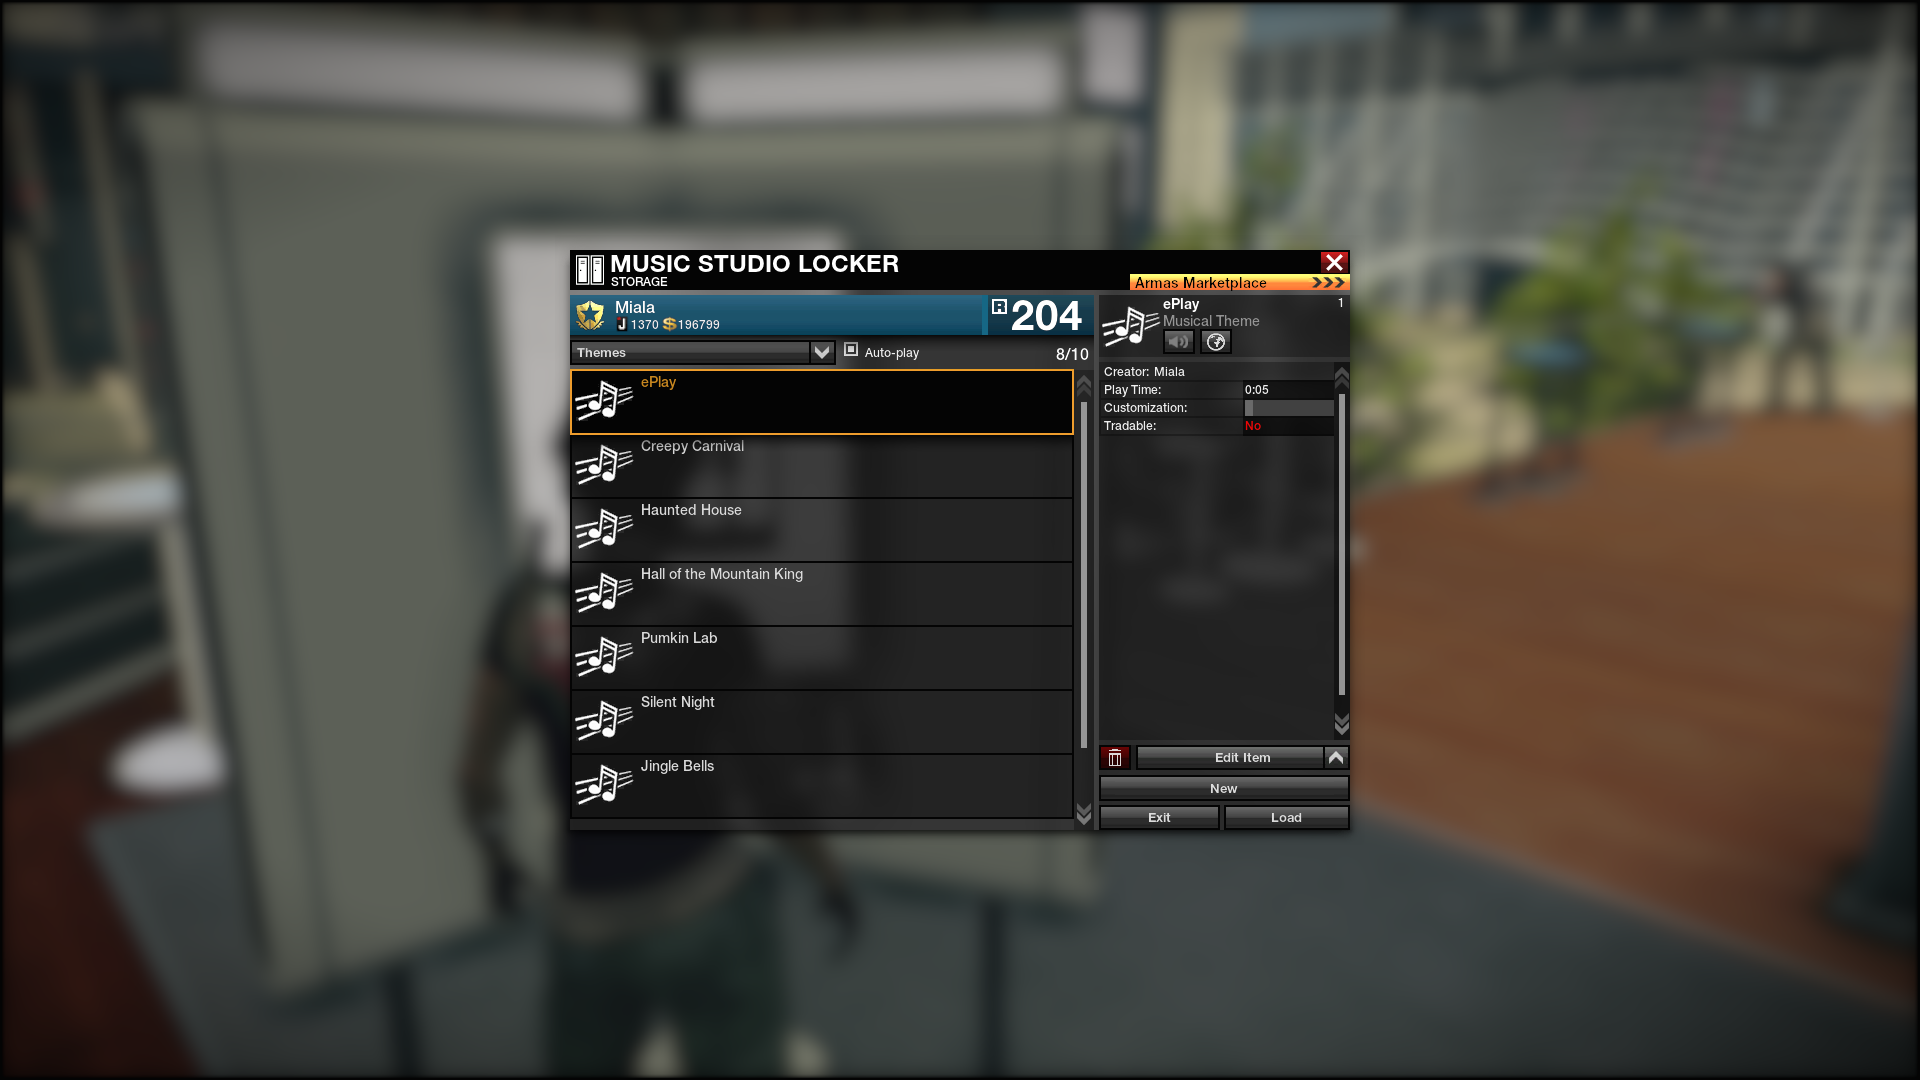 MUSIC STUDIO LOCKER
STORAGE
Armas Marketplace
Miala
J 1370 $196799
R 204
Themes
Auto-play
8/10
ePlay
Creepy Carnival
Haunted House
Hall of the Mountain King
Pumkin Lab
Silent Night
Jingle Bells
ePlay
1
Musical Theme
Creator: Miala
Play Time: 0:05
Customization:
Tradable: No
Edit Item
New
Exit
Load